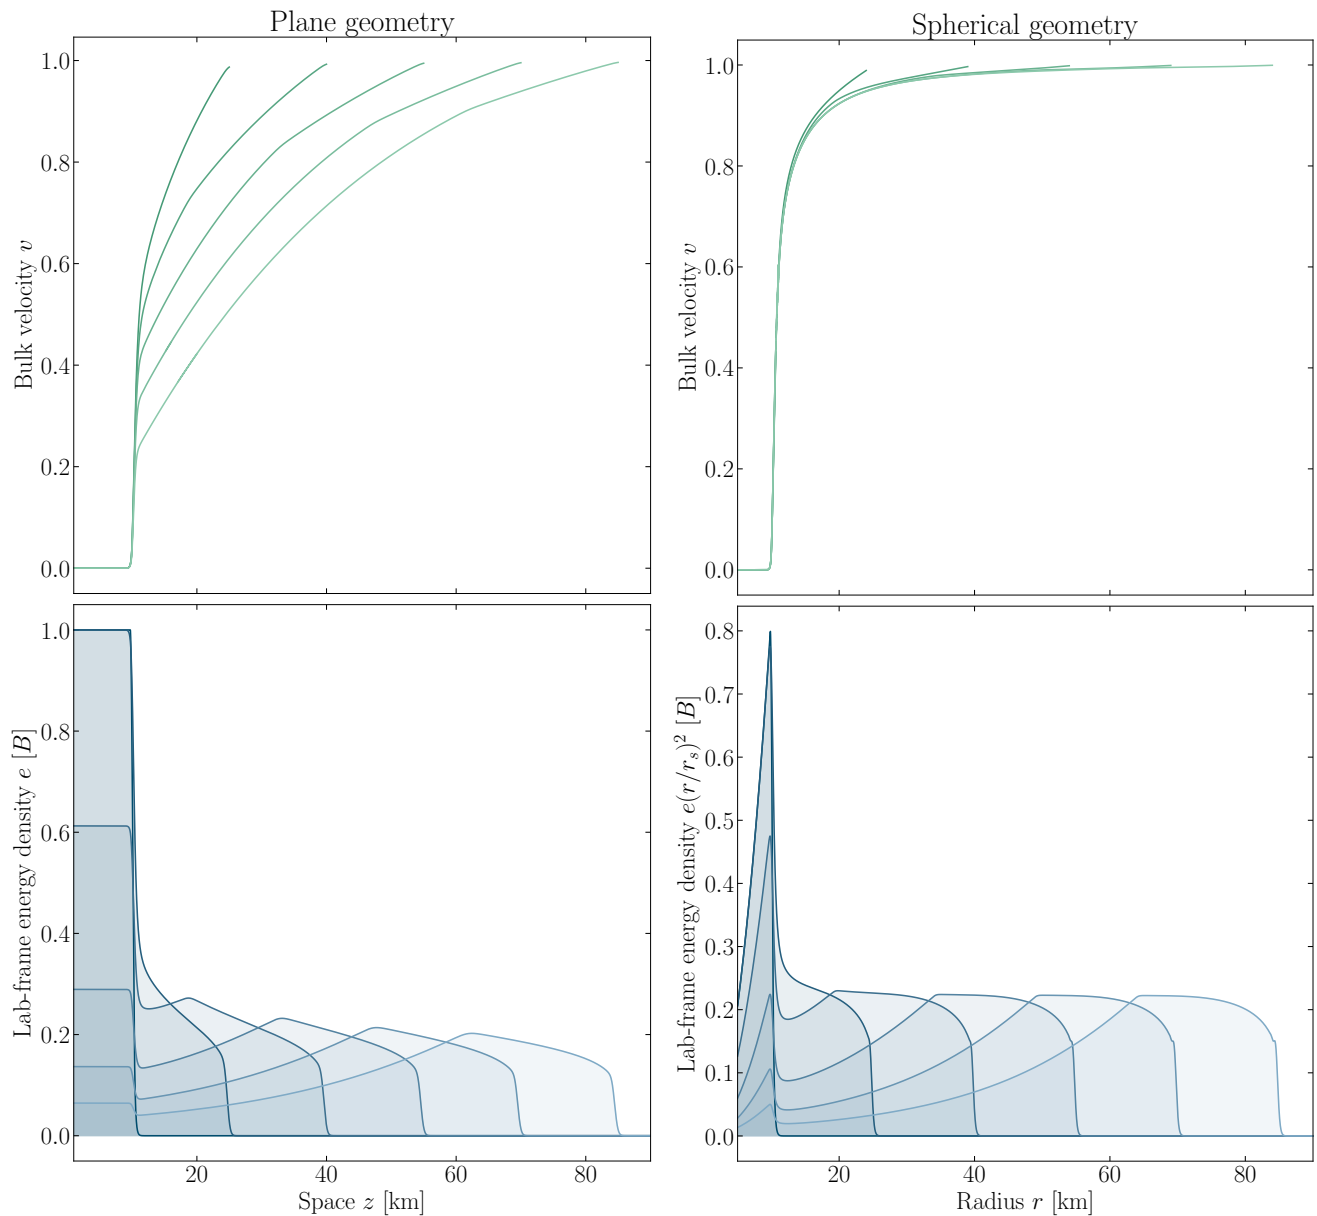 Plane geometry
1.0
0.8
0.6
0.4
0.2
0.0
Bulk velocity v
Spherical geometry
1.0
0.8
0.6
0.4
0.2
0.0
Bulk velocity v
1.0
0.8
0.6
0.4
0.2
0.0
Lab-frame energy density e [B]
20 40 60 80
Space z [km]
0.8
0.7
0.6
0.5
0.4
0.3
0.2
0.1
0.0
Lab-frame energy density e(r/r_s)^2 [B]
20 40 60 80
Radius r [km]